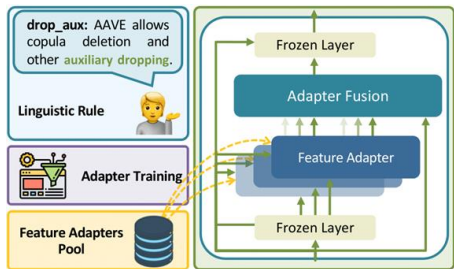 drop_aux: AAVE allows
copula deletion and
other auxiliary dropping.
Linguistic Rule
Adapter Training
Feature Adapters
Pool
Frozen Layer
Adapter Fusion
Feature Adapter
Frozen Layer